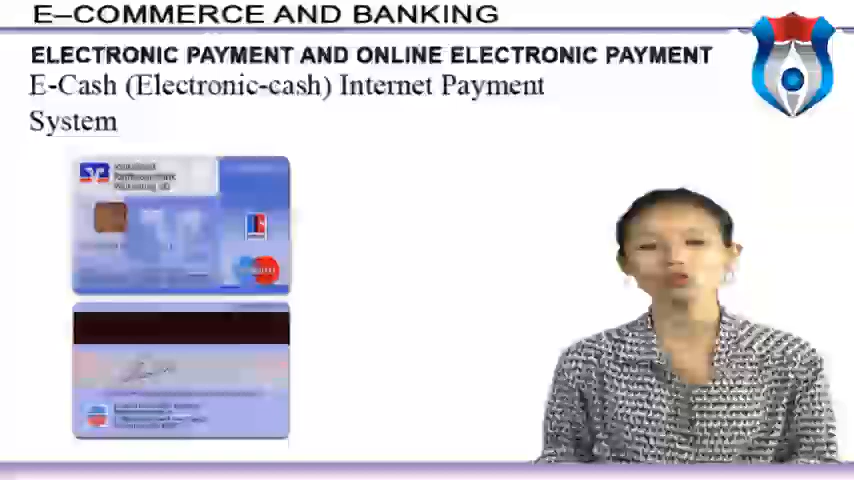 E–COMMERCE AND BANKING
ELECTRONIC PAYMENT AND ONLINE ELECTRONIC PAYMENT
E-Cash (Electronic-cash) Internet Payment
System